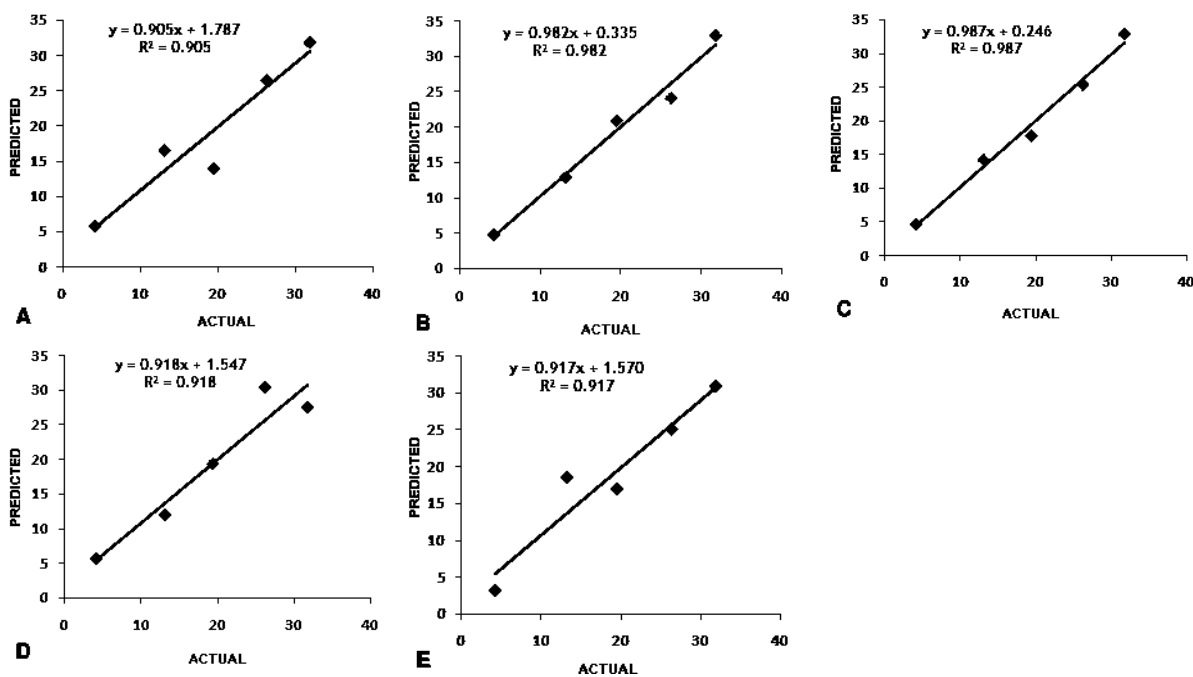 y = 0.905x + 1.787
R² = 0.905
PREDICTED
35
30
25
20
15
10
5
0
0 10 20 30 40
ACTUAL
A
y = 0.982x + 0.335
R² = 0.982
PREDICTED
35
30
25
20
15
10
5
0
0 10 20 30 40
ACTUAL
B
y = 0.987x + 0.246
R² = 0.987
PREDICTED
35
30
25
20
15
10
5
0
0 10 20 30 40
ACTUAL
C
y = 0.918x + 1.547
R² = 0.918
PREDICTED
35
30
25
20
15
10
5
0
0 10 20 30 40
ACTUAL
D
y = 0.917x + 1.570
R² = 0.917
PREDICTED
35
30
25
20
15
10
5
0
0 10 20 30 40
ACTUAL
E